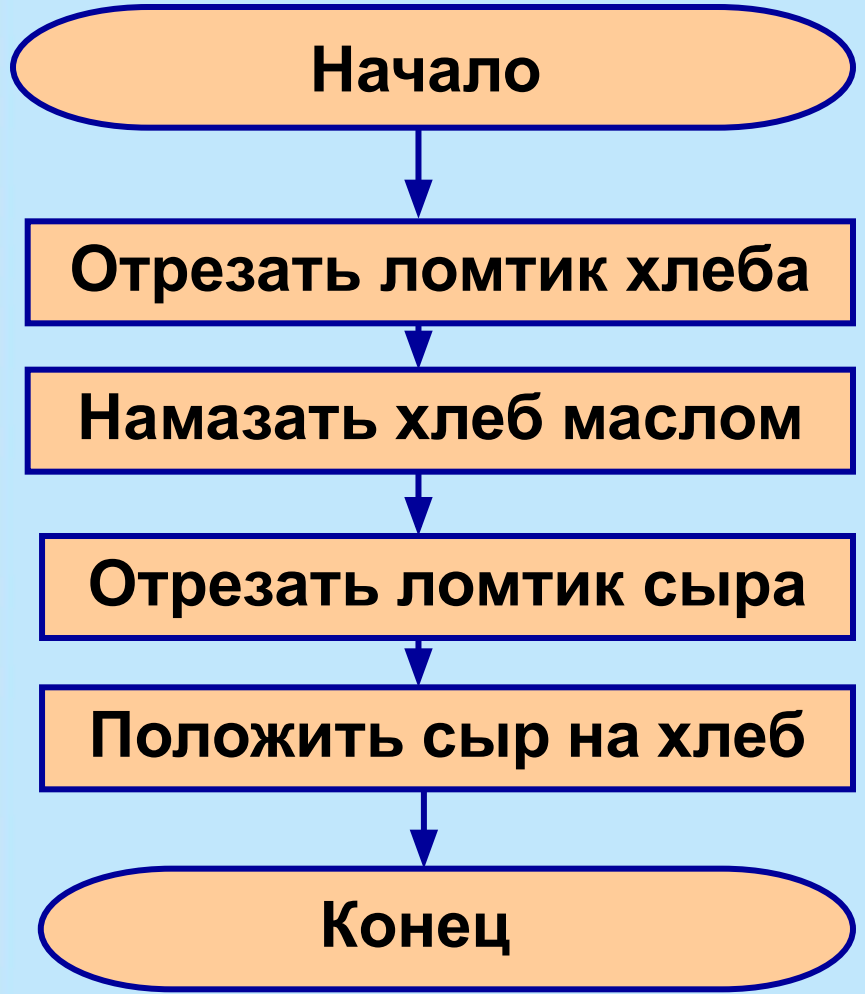 Начало
Отрезать ломтик хлеба
Намазать хлеб маслом
Отрезать ломтик сыра
Положить сыр на хлеб
Конец